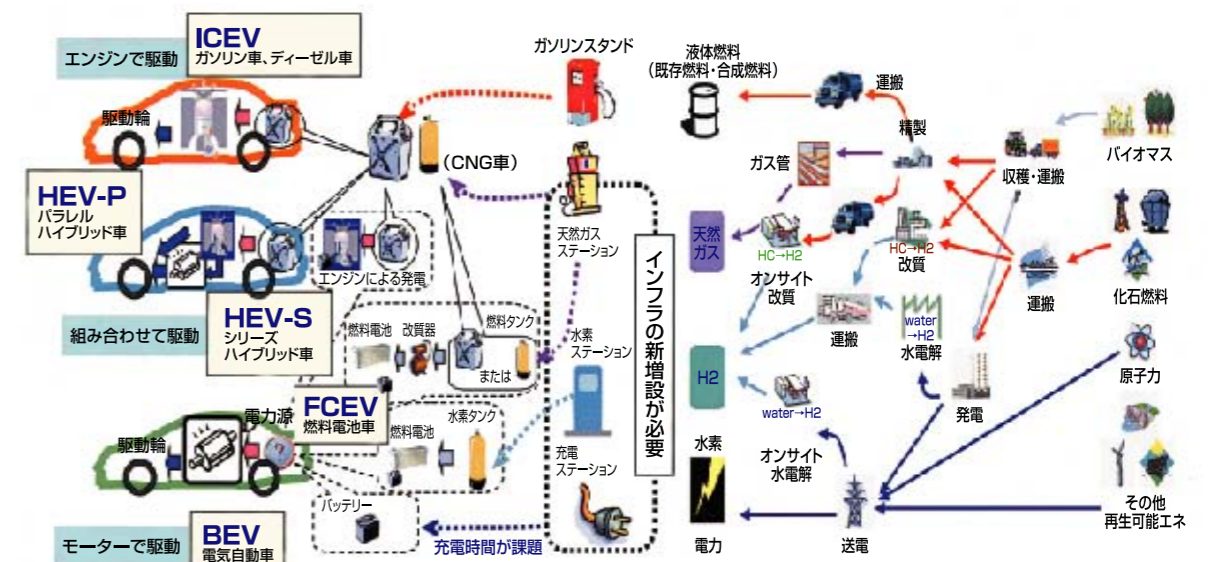 エンジンで駆動
ICEV
ガソリン車、ディーゼル車
駆動輪
HEV-P
パラレル
ハイブリッド車
組み合わせて駆動
HEV-S
シリーズ
ハイブリッド車
エンジンによる発電
燃料電池
改質器
燃料タンク
または
FCEV
燃料電池車
電力源
駆動輪
燃料電池
水素タンク
バッテリー
モーターで駆動
BEV
電気自動車
充電時間が課題
(CNG車)
ガソリンスタンド
天然ガス
ステーション
水素
ステーション
充電
ステーション
インフラの新増設が必要
液体燃料
(既存燃料・合成燃料)
運搬
精製
ガス管
天然
ガス
HC→H2
オンサイト
改質
HC→H2
改質
運搬
water
→H2
水電解
H2
水素
water→H2
オンサイト
水電解
電力
送電
発電
収穫・運搬
運搬
バイオマス
化石燃料
原子力
その他
再生可能エネ